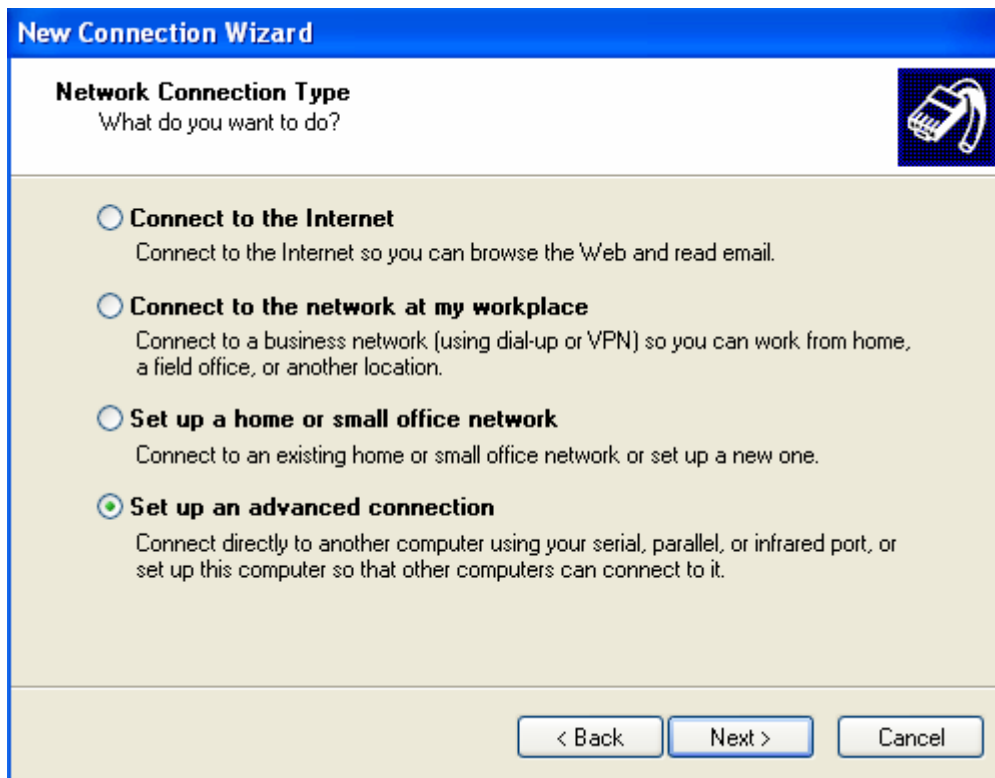 New Connection Wizard
Network Connection Type
What do you want to do?
Connect to the Internet
Connect to the Internet so you can browse the Web and read email.
Connect to the network at my workplace
Connect to a business network (using dial-up or VPN) so you can work from home,
a field office, or another location.
Set up a home or small office network
Connect to an existing home or small office network or set up a new one.
Set up an advanced connection
Connect directly to another computer using your serial, parallel, or infrared port, or
set up this computer so that other computers can connect to it.
< Back Next > Cancel